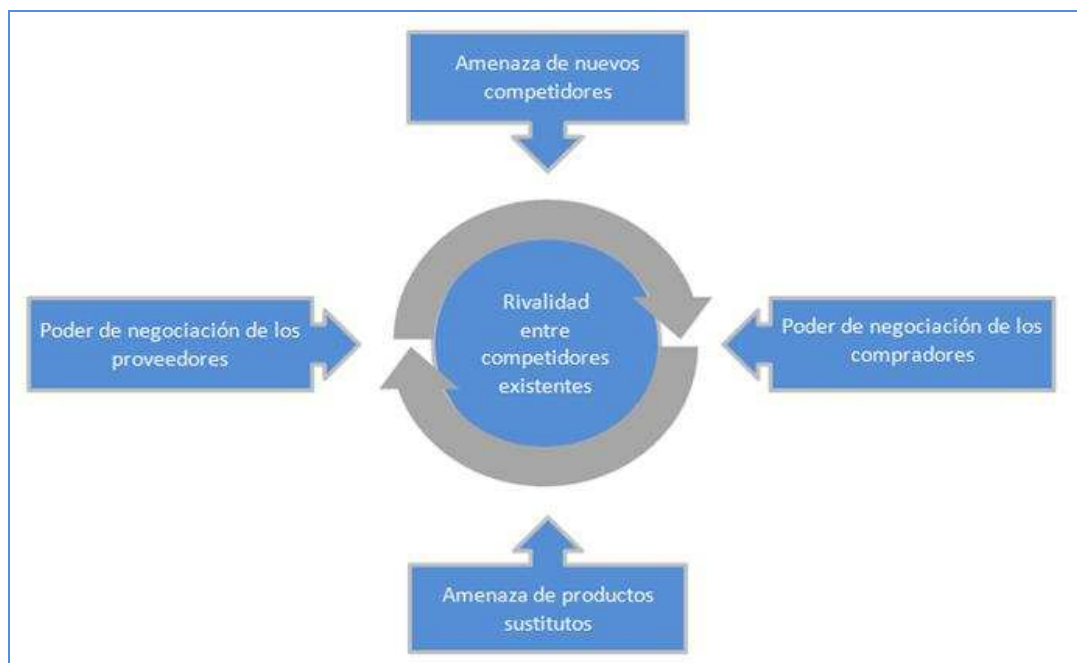 Amenaza de nuevos
competidores
Poder de negociación de los
proveedores
Rivalidad
entre
competidores
existentes
Poder de negociación de los
compradores
Amenaza de productos
sustitutos